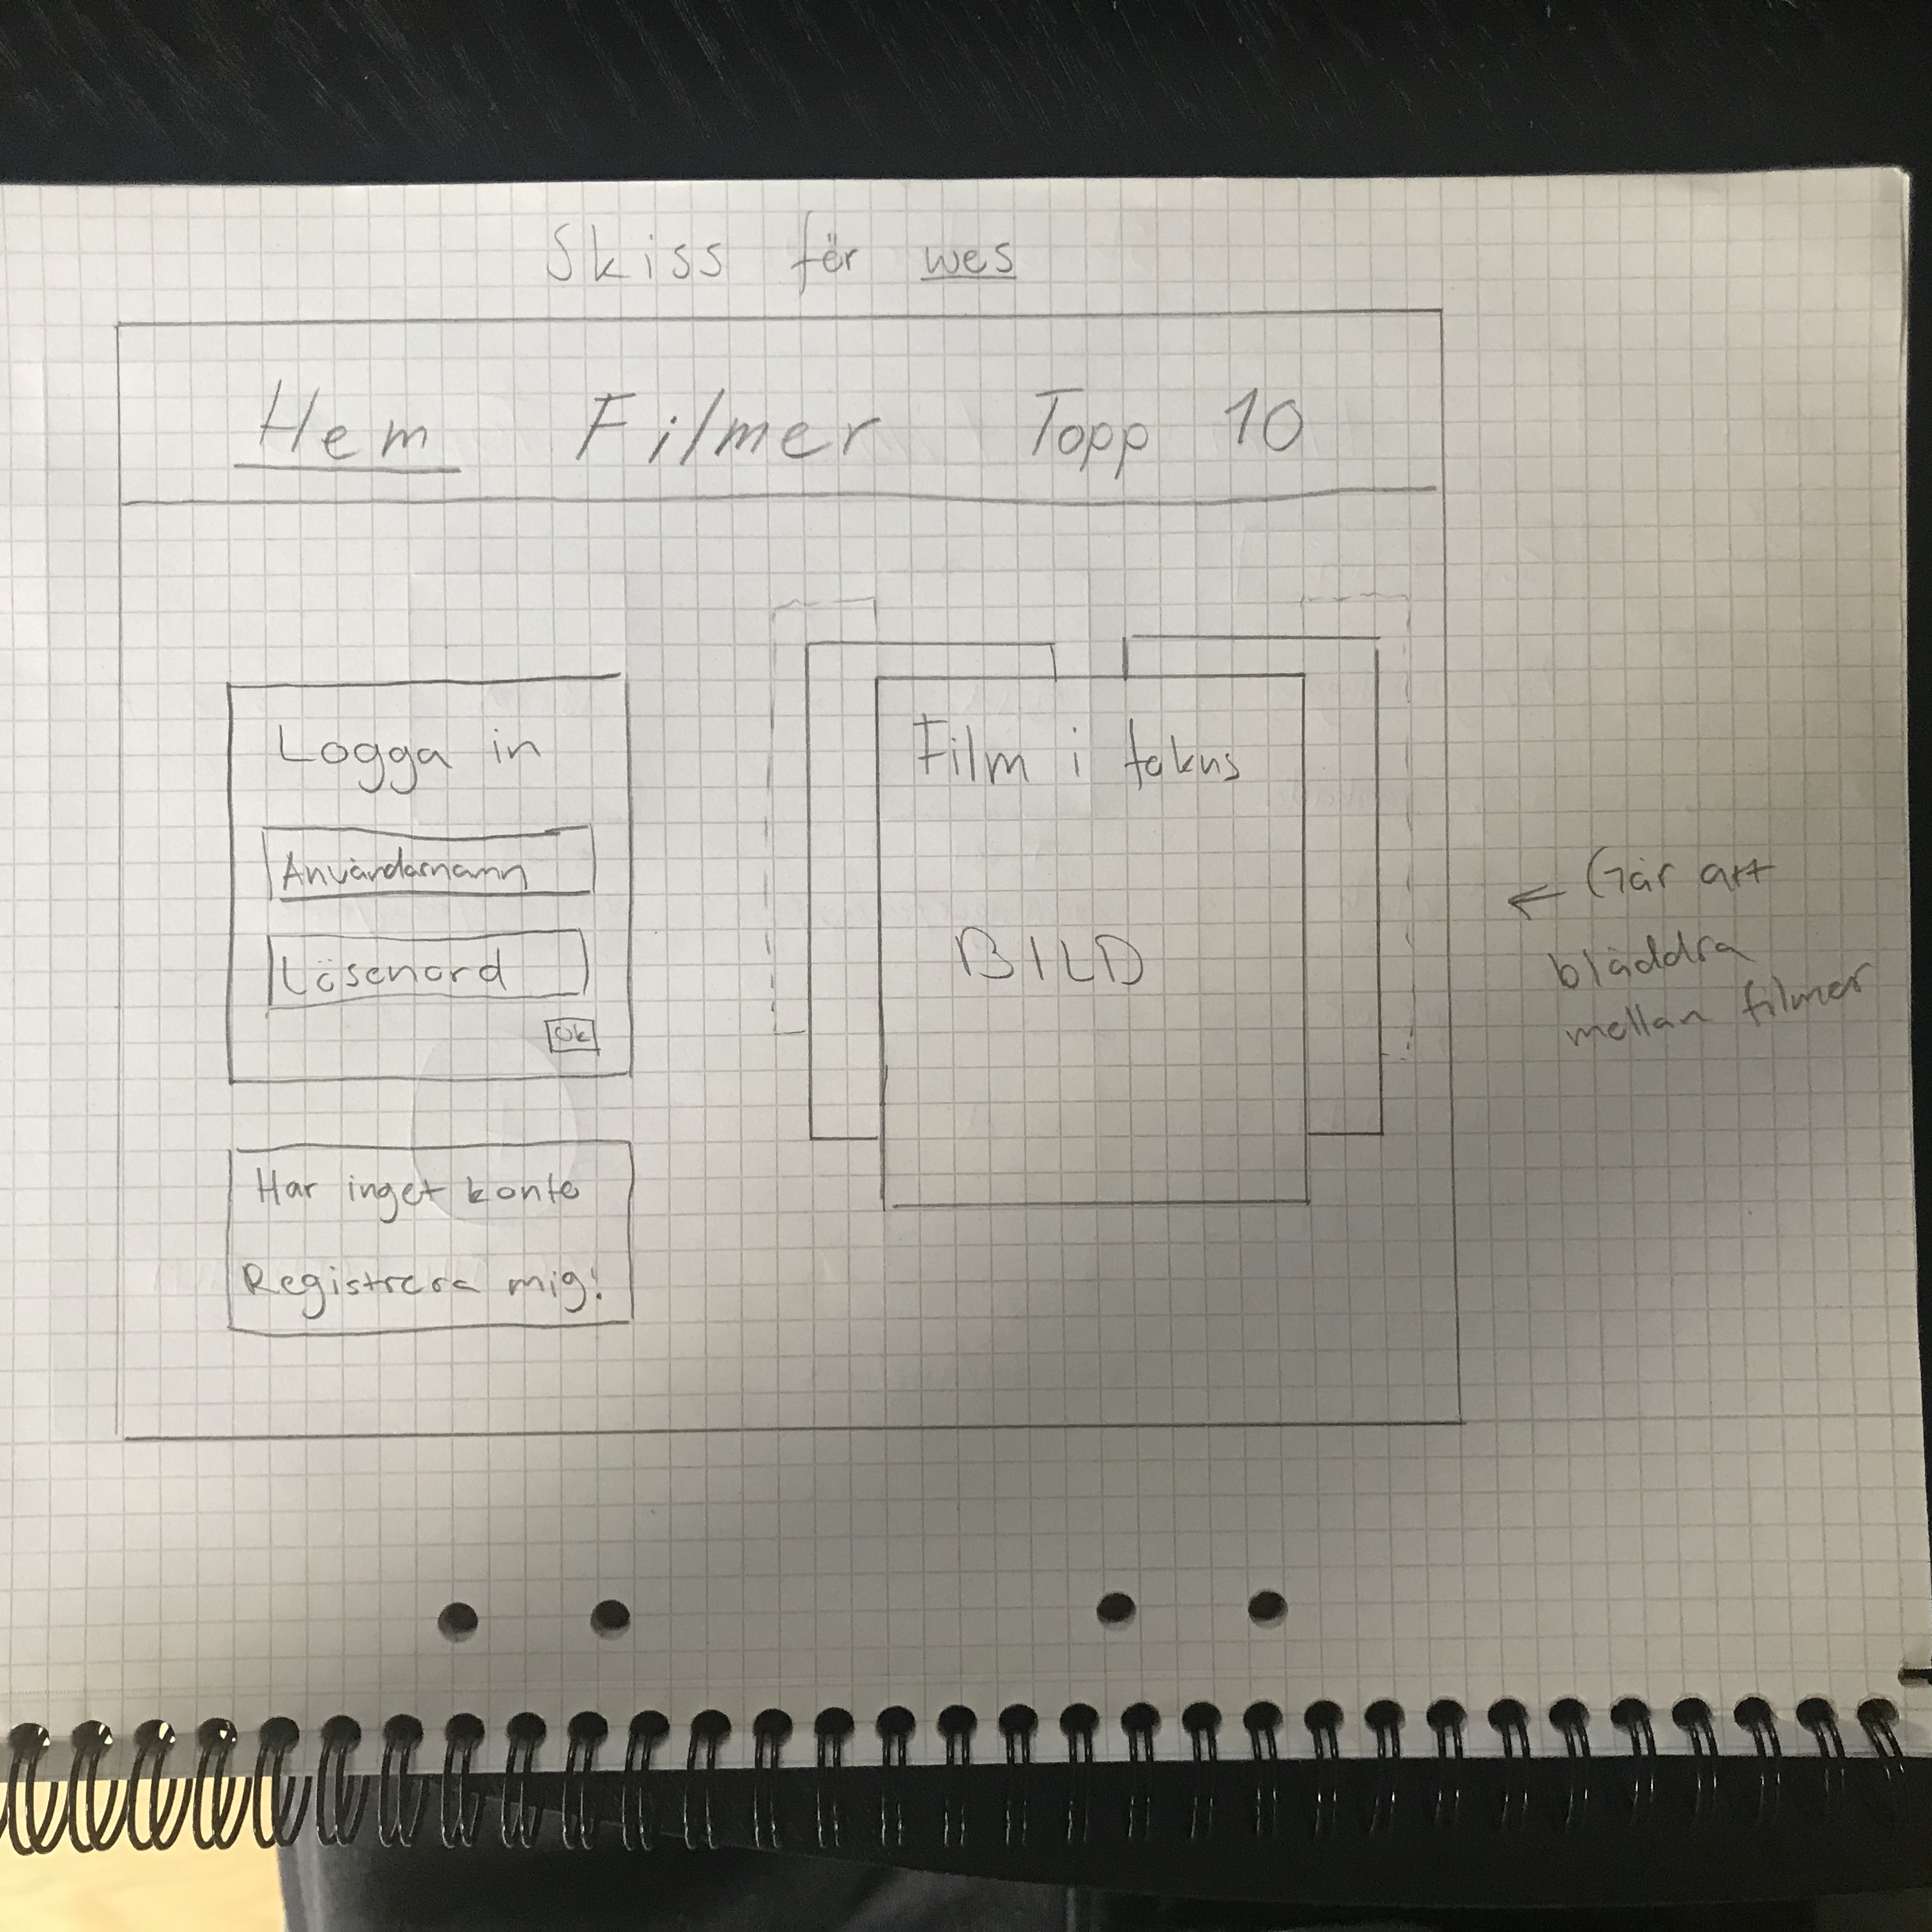 Skiss för wes
Hem Filmer Topp 10
Logga in
Användarnamn
Lösenord
Ok
Har inget konto
Registrera mig!
Film i fokus
BILD
Går att
bläddra
mellan filmer